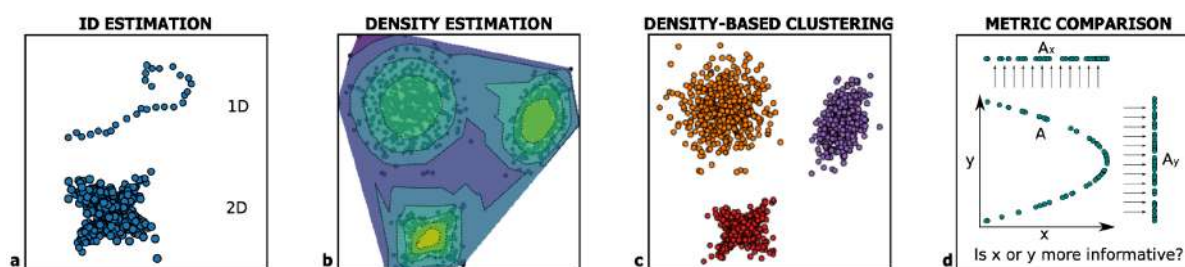 ID ESTIMATION
1D
2D
a
DENSITY ESTIMATION
b
DENSITY-BASED CLUSTERING
c
METRIC COMPARISON
Ax
A
y
Ay
x
Is x or y more informative?
d